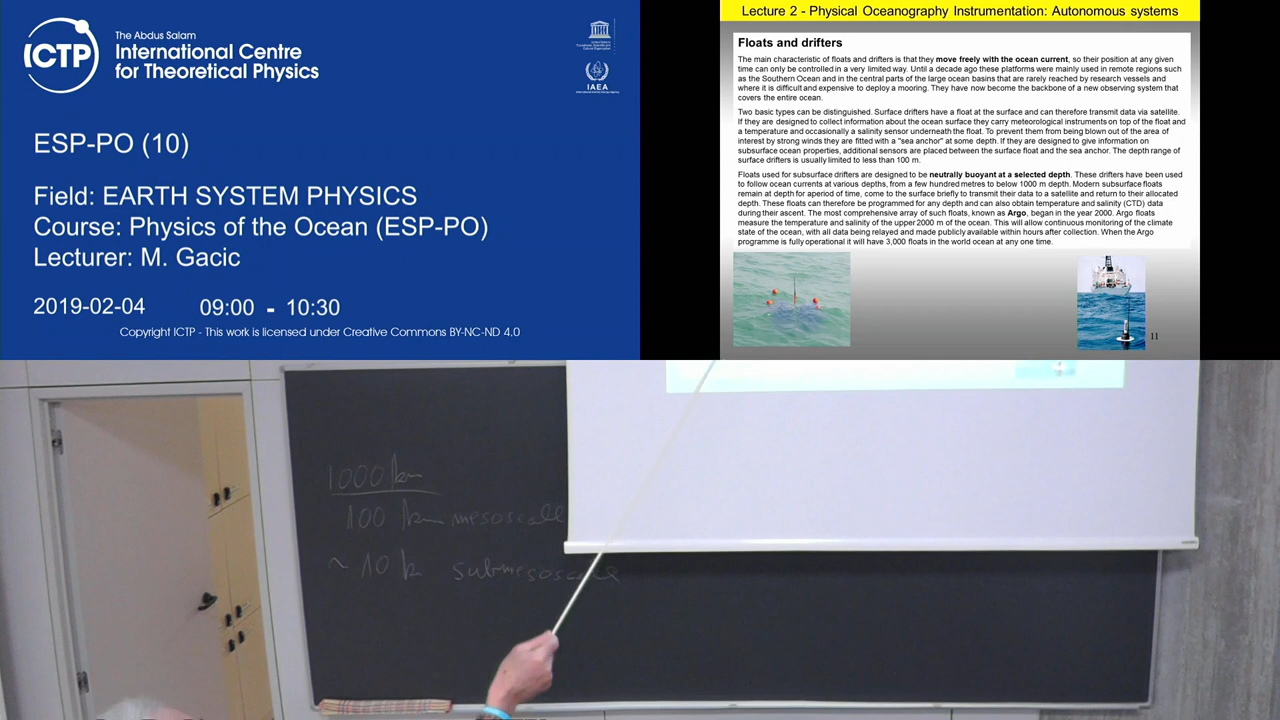 ICTP
The Abdus Salam
International Centre
for Theoretical Physics
IAEA
ESP-PO (10)
Field: EARTH SYSTEM PHYSICS
Course: Physics of the Ocean (ESP-PO)
Lecturer: M. Gacic
2019-02-04 09:00 - 10:30
Copyright ICTP - This work is licensed under Creative Commons BY-NC-ND 4.0
Lecture 2 - Physical Oceanography Instrumentation: Autonomous systems
Floats and drifters
The main characteristic of floats and drifters is that they move freely with the ocean current, so their position at any given
time can only be controlled in a very limited way. Until a decade ago these platforms were mainly used in remote regions such
as the Southern Ocean and in the central parts of the large ocean basins that are rarely reached by research vessels and
where it is difficult and expensive to deploy a mooring. They have now become the backbone of a new observing system that
covers the entire ocean.
Two basic types can be distinguished. Surface drifters have a float at the surface and can therefore transmit data via satellite.
If they are designed to collect information about the ocean surface they carry meteorological instruments on top of the float and
a temperature and occasionally a salinity sensor underneath the float. To prevent them from being blown out of the area of
interest by strong winds they are fitted with a "sea anchor" at some depth. If they are designed to give information on
subsurface ocean properties, additional sensors are placed between the surface float and the sea anchor. The depth range of
surface drifters is usually limited to less than 100 m.
Floats used for subsurface drifters are designed to be neutrally buoyant at a selected depth. These drifters have been used
to follow ocean currents at various depths, from a few hundred metres to below 1000 m depth. Modern subsurface floats
remain at depth for aperiod of time, come to the surface briefly to transmit their data to a satellite and return to their allocated
depth. These floats can therefore be programmed for any depth and can also obtain temperature and salinity (CTD) data
during their ascent. The most comprehensive array of such floats, known as Argo, began in the year 2000. Argo floats
measure the temperature and salinity of the upper 2000 m of the ocean. This will allow continuous monitoring of the climate
state of the ocean, with all data being relayed and made publicly available within hours after collection. When the Argo
programme is fully operational it will have 3,000 floats in the world ocean at any one time.
11
1000 km
100 km mesoscale
~ 10 k submesoscale